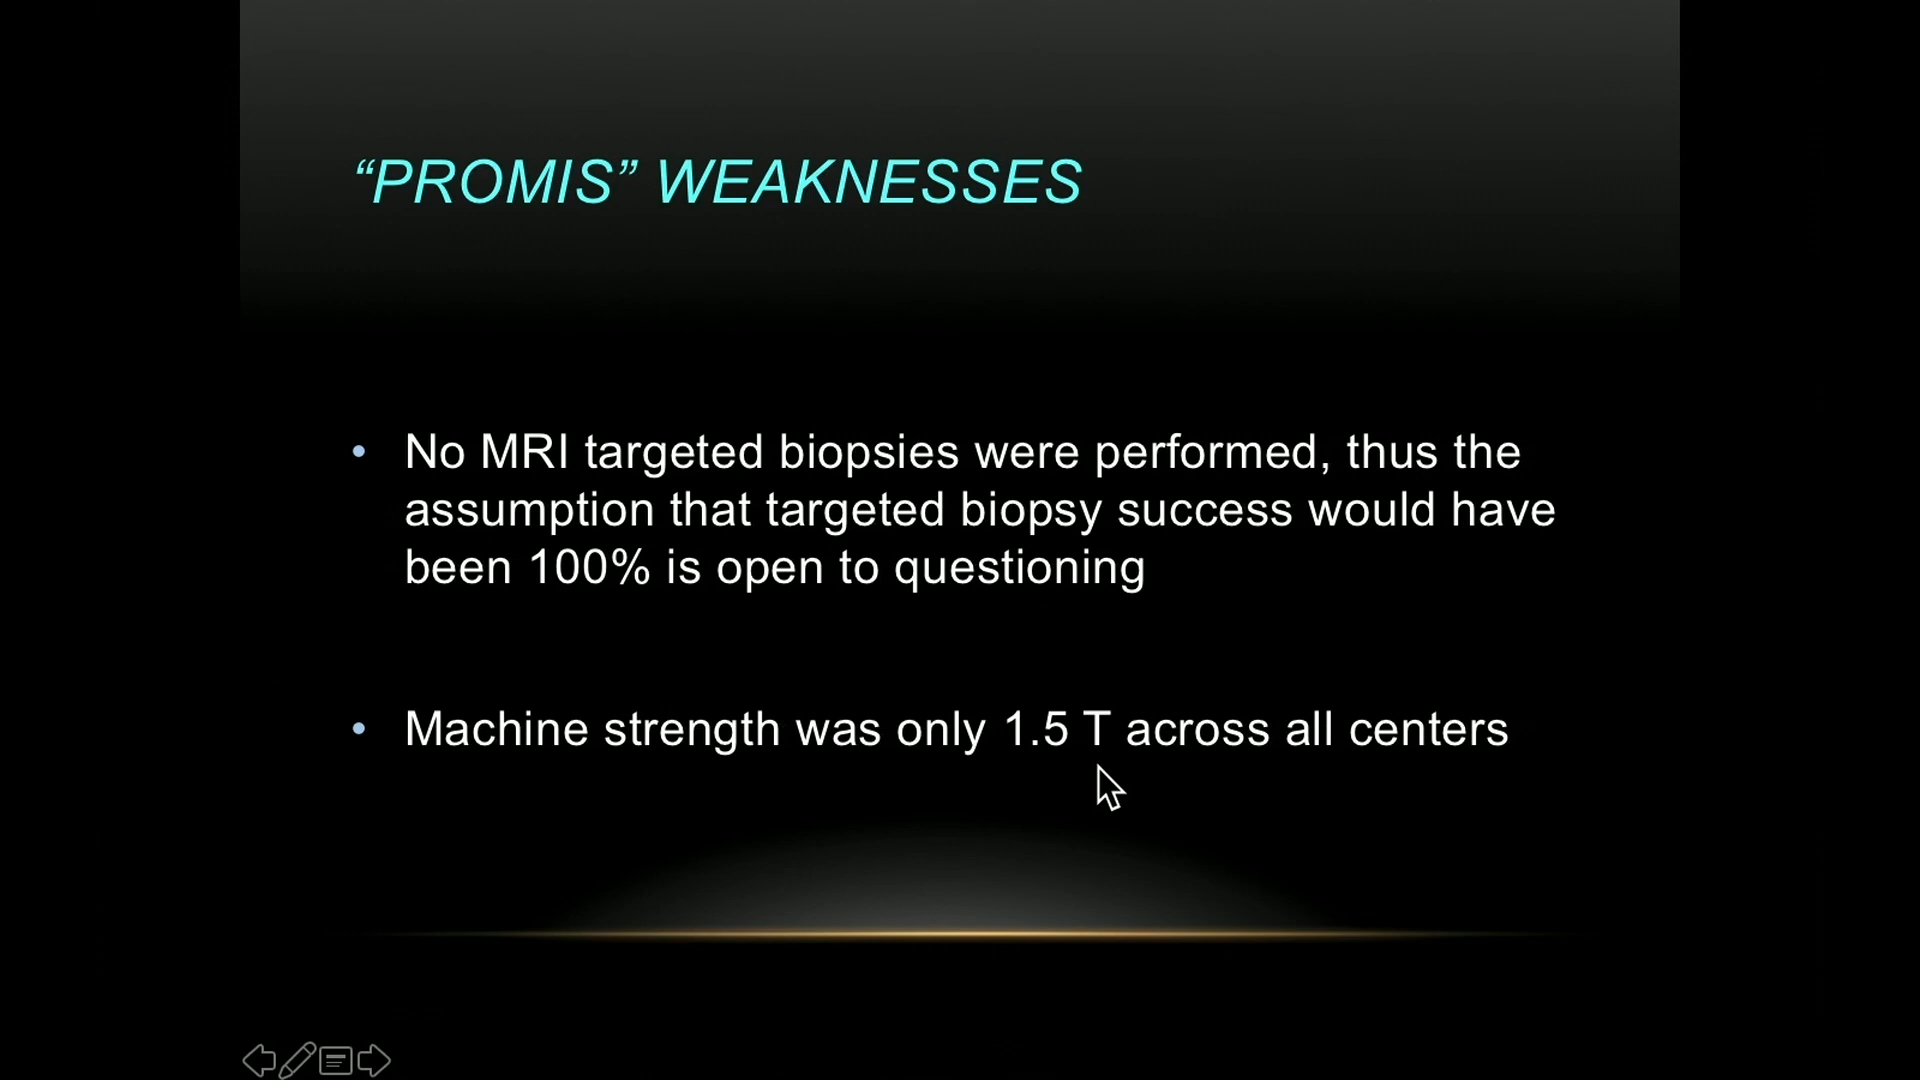 “PROMIS” WEAKNESSES
• No MRI targeted biopsies were performed, thus the
assumption that targeted biopsy success would have
been 100% is open to questioning
• Machine strength was only 1.5 T across all centers